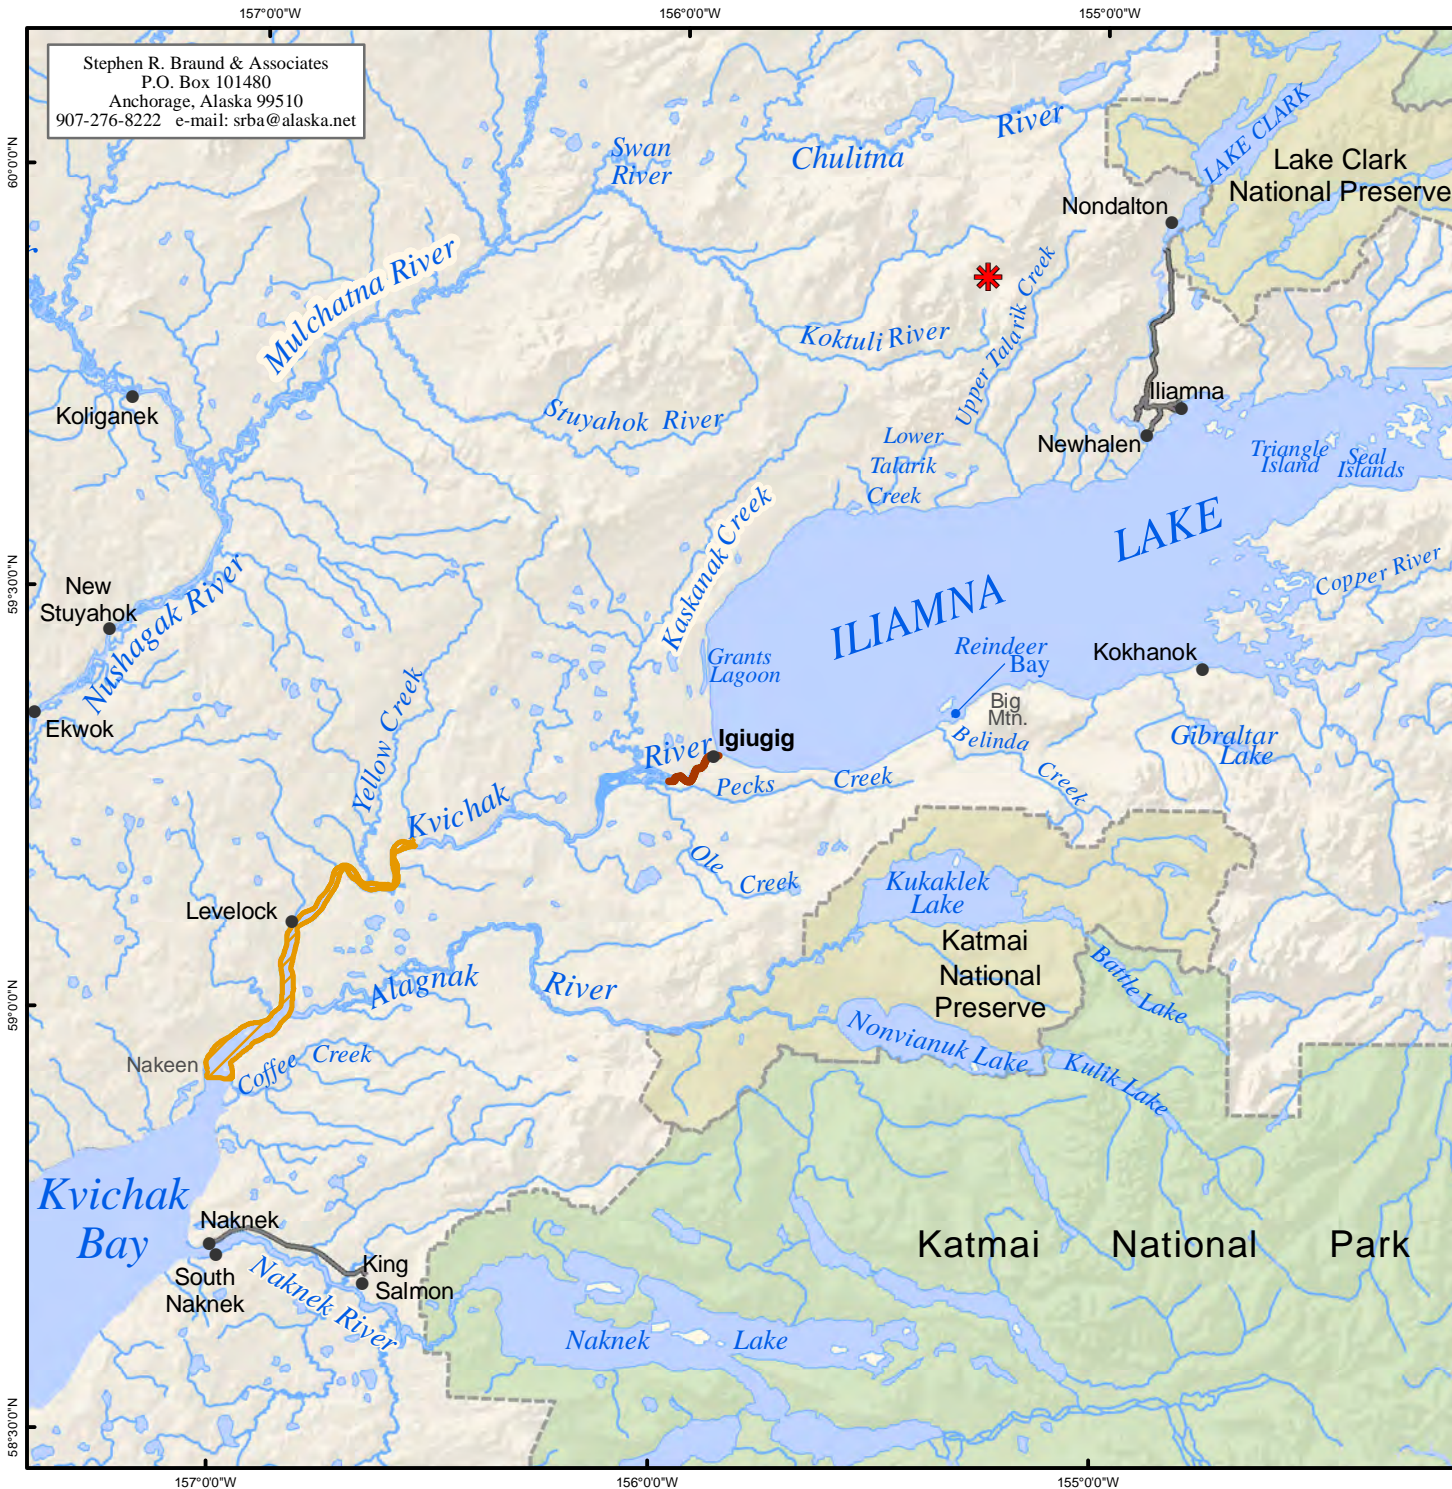 157°0'0"W
156°0'0"W
155°0'0"W
Stephen R. Braund & Associates
P.O. Box 101480
Anchorage, Alaska 99510
907-276-8222 e-mail: srba@alaska.net
60°0'0"N
59°30'0"N
59°0'0"N
58°30'0"N
Swan
River
Chulitna
River
LAKE CLARK
Lake Clark
National Preserve
Nondalton
Mulchatna River
Koktuli River
Upper Talarik Creek
Koliganek
Stuyahok River
Iliamna
Newhalen
Lower
Talarik
Creek
Triangle
Island
Seal
Islands
ILIAMNA
LAKE
Kaskanak Creek
New
Stuyahok
Nushagak River
Copper River
Grants
Lagoon
Reindeer
Bay
Kokhanok
Big
Mtn.
Belinda
Creek
Gibraltar
Lake
Ekwok
Yellow Creek
Igiugig
Kvichak
River
Pecks
Creek
Ole
Creek
Kukaklek
Lake
Levelock
Alagnak
River
Katmai
National
Preserve
Battle Lake
Nonvianuk Lake
Kulik Lake
Nakeen
Coffee Creek
Kvichak
Bay
Naknek
South
Naknek
King
Salmon
Naknek River
Naknek Lake
Katmai National Park
157°0'0"W
156°0'0"W
155°0'0"W